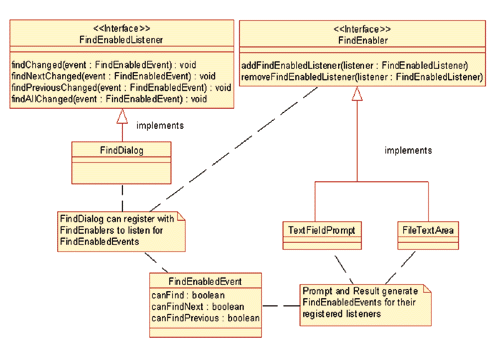 <<Interface>>
FindEnabledListener
findChanged(event : FindEnabledEvent) : void
findNextChanged(event : FindEnabledEvent) : void
findPreviousChanged(event : FindEnabledEvent) : void
findAllChanged(event : FindEnabledEvent) : void
<<Interface>>
FindEnabler
addFindEnabledListener(listener : FindEnabledListener)
removeFindEnabledListener(listener : FindEnabledListener)
implements
implements
FindDialog
FindDialog can register with
FindEnablers to listen for
FindEnabledEvents
TextFieldPrompt
FileTextArea
FindEnabledEvent
canFind : boolean
canFindNext : boolean
canFindPrevious : boolean
Prompt and Result generate
FindEnabledEvents for their
registered listeners